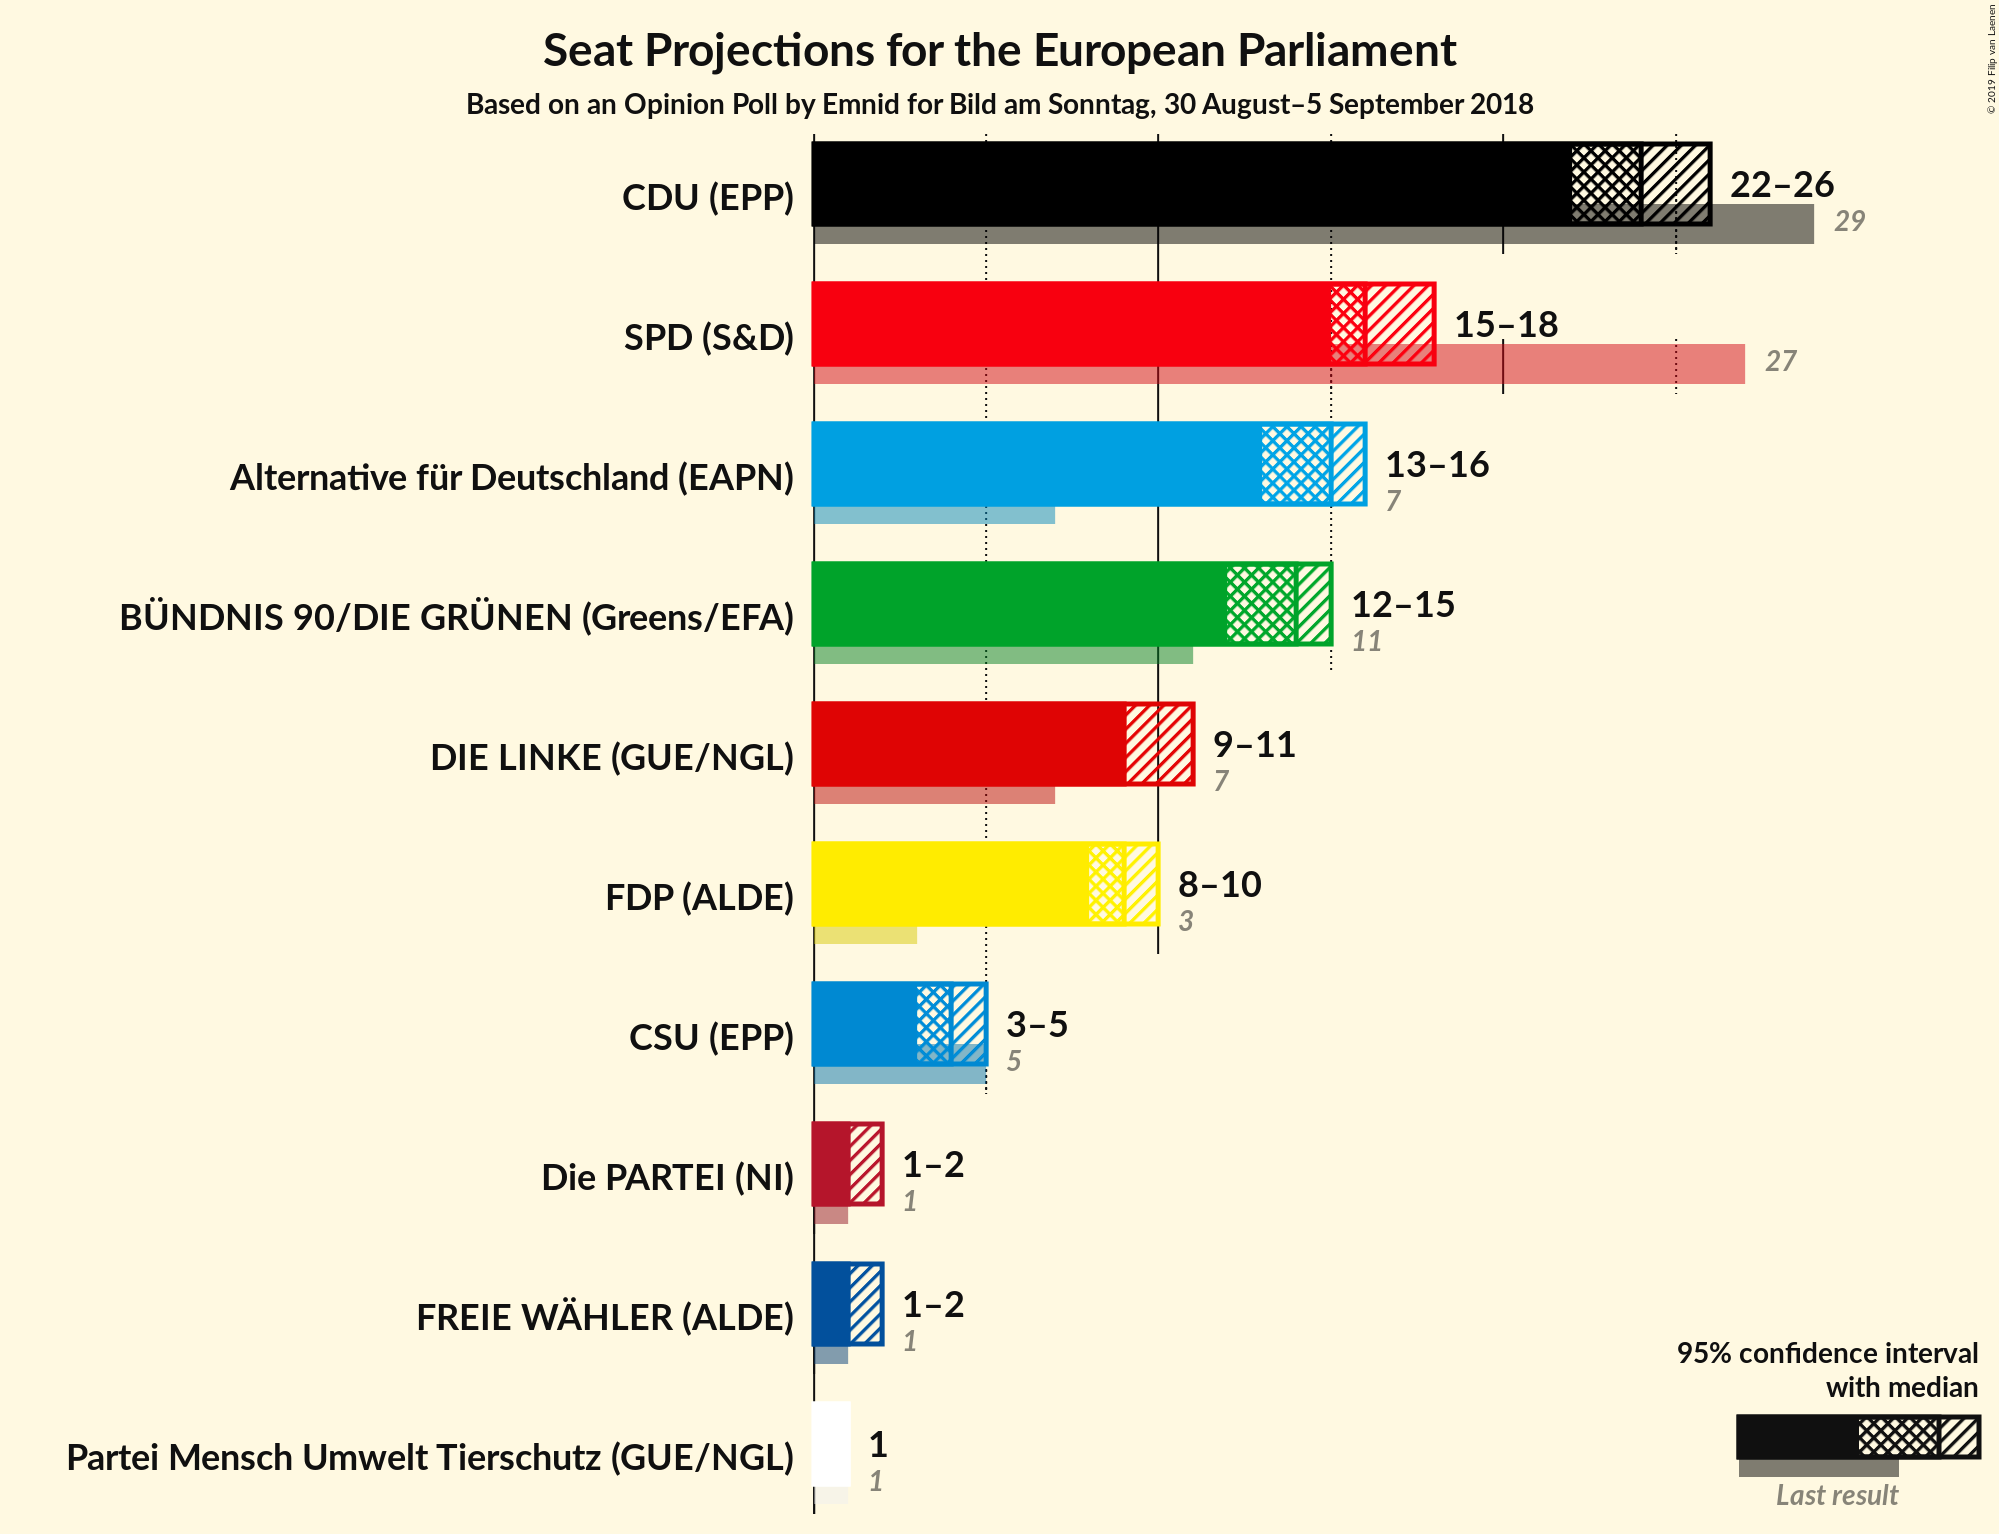 Seat Projections for the European Parliament
Based on an Opinion Poll by Emnid for Bild am Sonntag, 30 August–5 September 2018
© 2019 Filip van Laenen
CDU (EPP)
22–26
29
SPD (S&D)
15–18
27
Alternative für Deutschland (EAPN)
13–16
7
BÜNDNIS 90/DIE GRÜNEN (Greens/EFA)
12–15
11
DIE LINKE (GUE/NGL)
9–11
7
FDP (ALDE)
8–10
3
CSU (EPP)
3–5
5
Die PARTEI (NI)
1–2
1
FREIE WÄHLER (ALDE)
1–2
1
Partei Mensch Umwelt Tierschutz (GUE/NGL)
1
1
95% confidence interval
with median
Last result